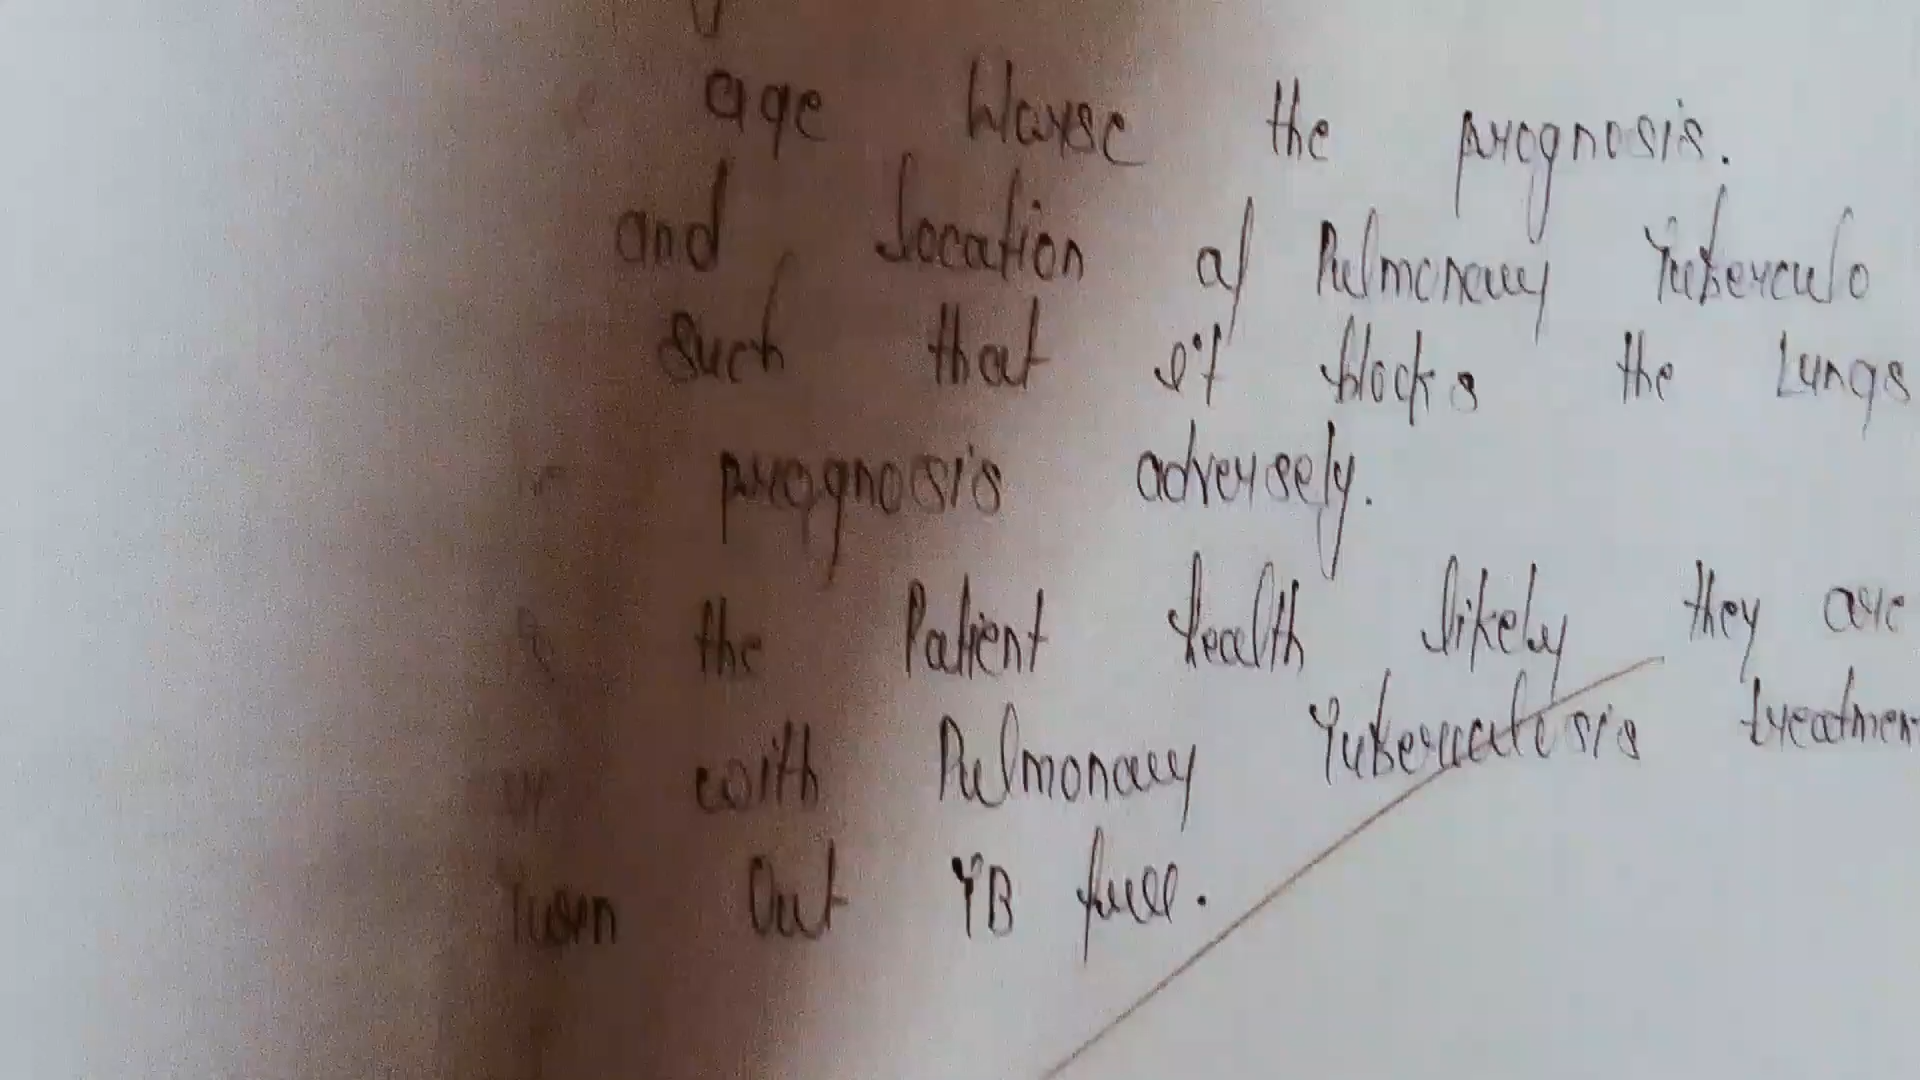 age Worse the prognosis.
and location of Pulmonary Tuberculo
such that it blocks the Lungs
prognosis adversely.
the Patient health likely they are
with Pulmonary Tuberculosis treatmen
Turn Out TB free.